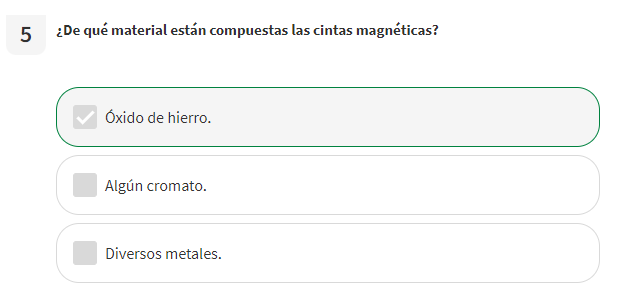 5
¿De qué material están compuestas las cintas magnéticas?
Óxido de hierro.
Algún cromato.
Diversos metales.